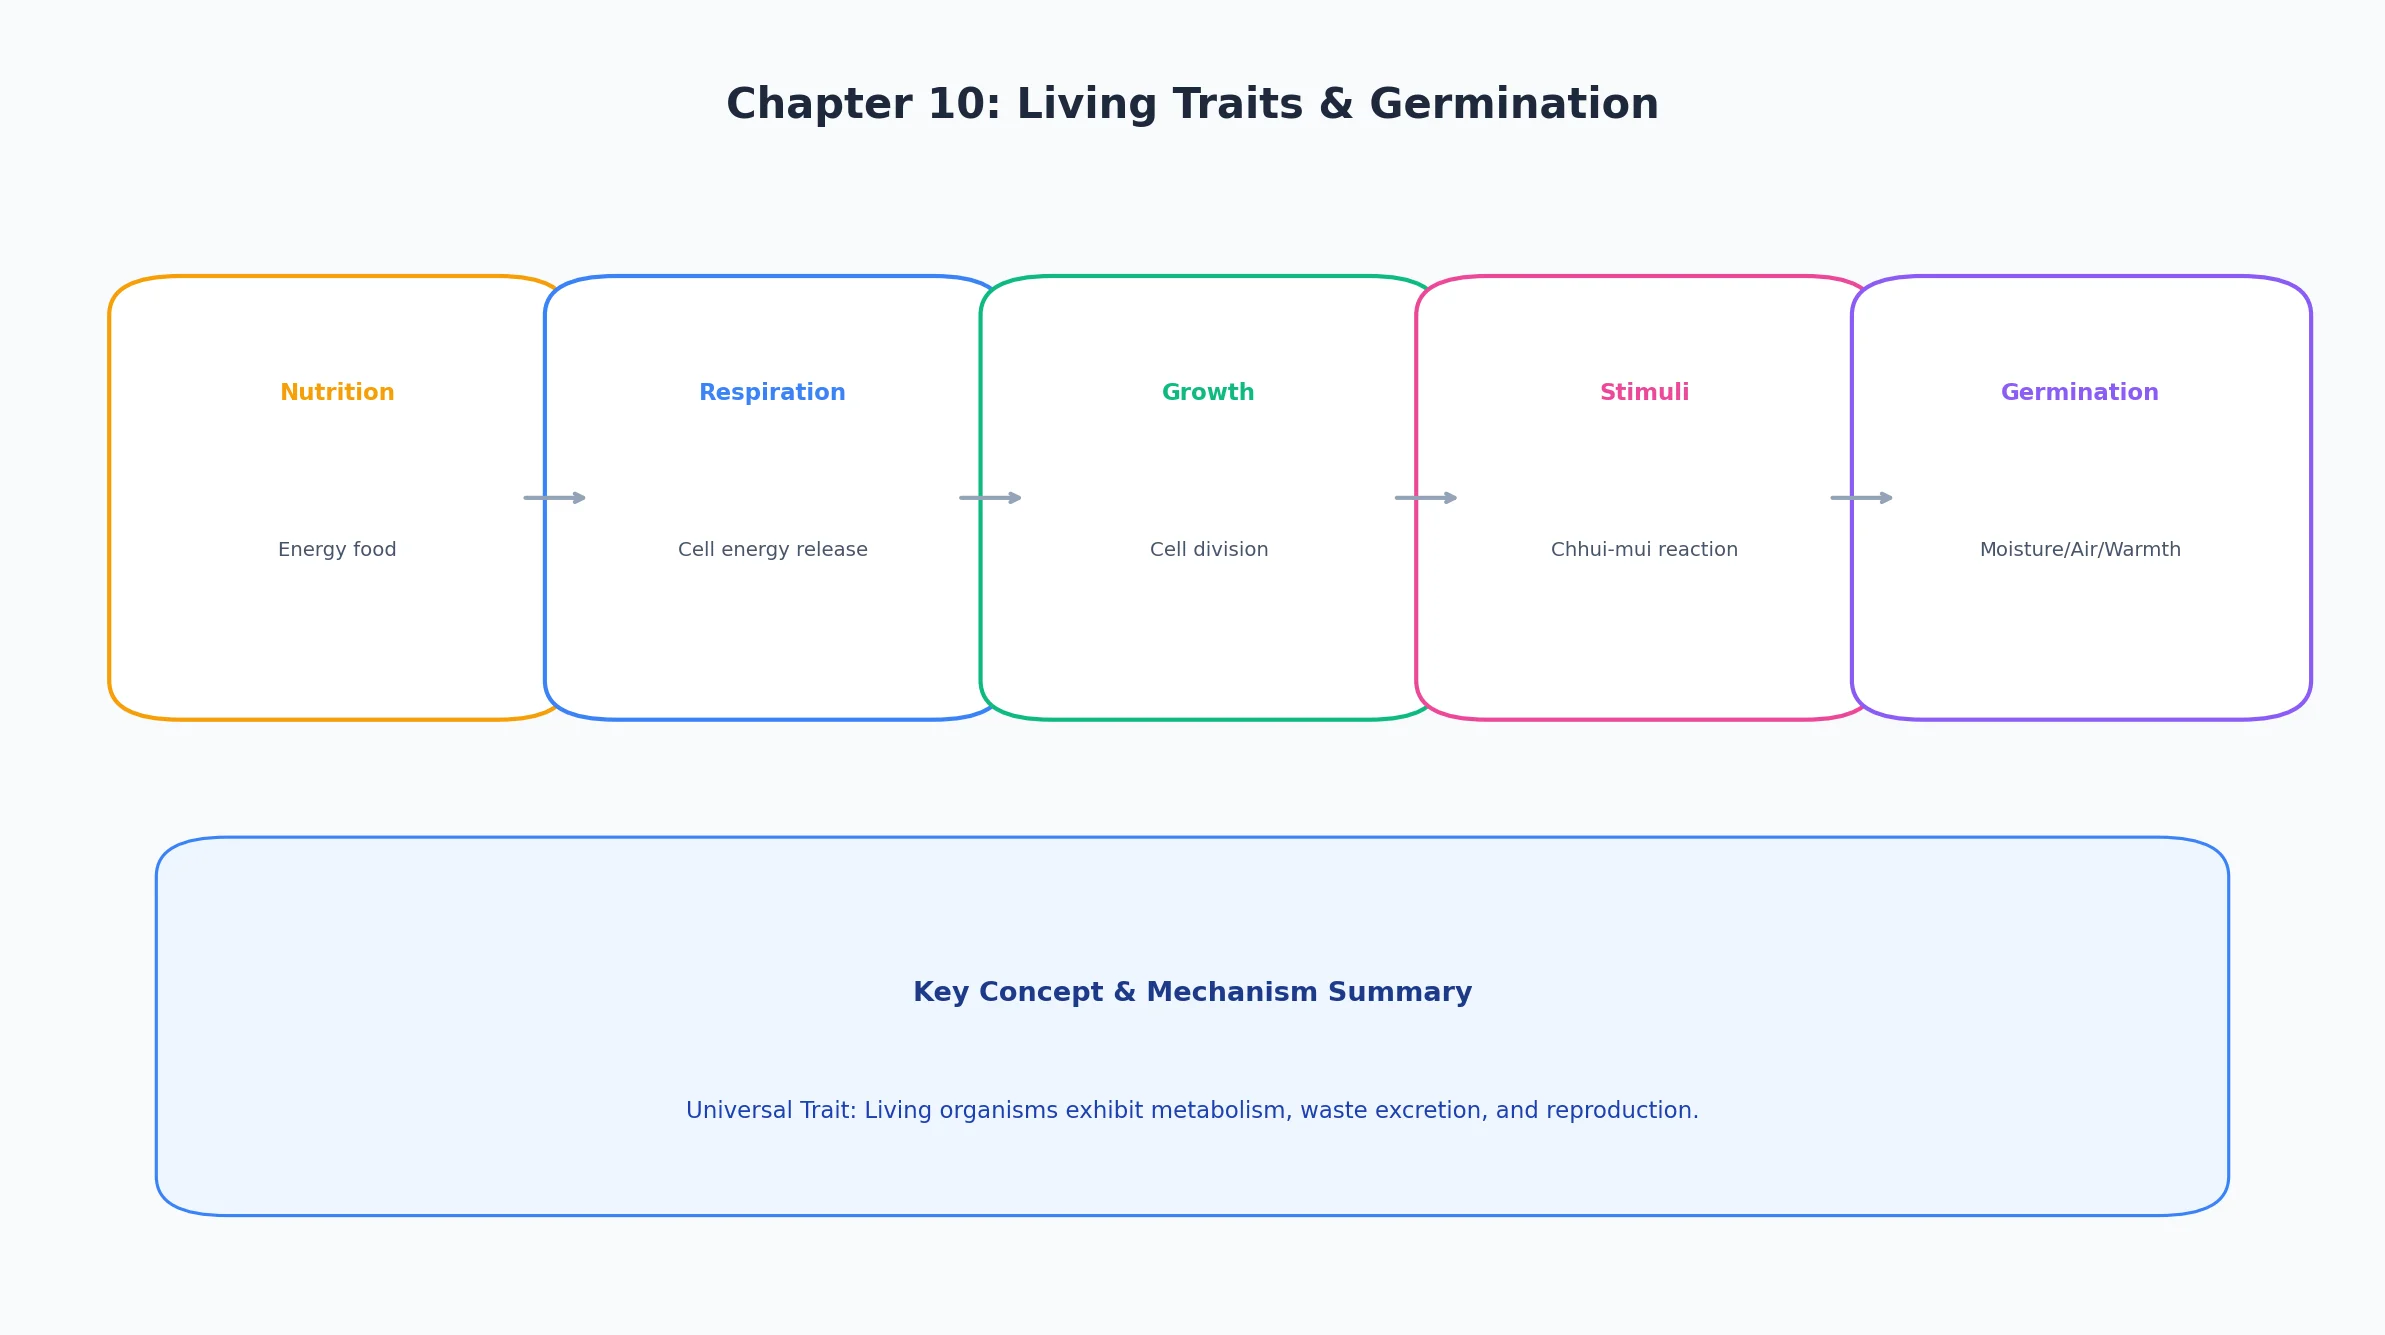 Chapter 10: Living Traits & Germination
Nutrition
Energy food
Respiration
Cell energy release
Growth
Cell division
Stimuli
Chhui-mui reaction
Germination
Moisture/Air/Warmth
Key Concept & Mechanism Summary
Universal Trait: Living organisms exhibit metabolism, waste excretion, and reproduction.